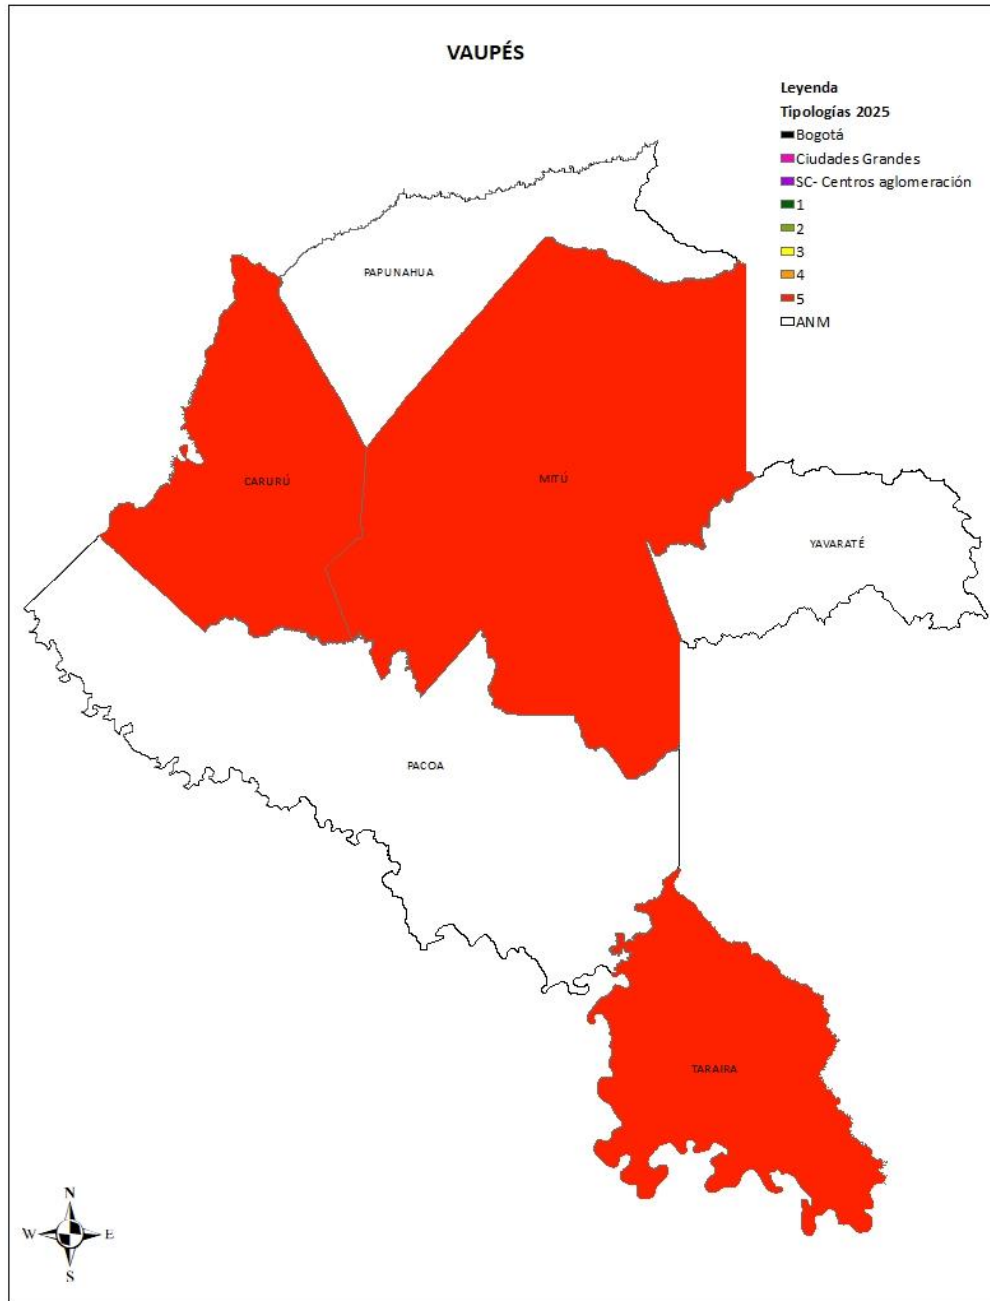 VAUPÉS
Leyenda
Tipologías 2025
Bogotá
Ciudades Grandes
SC- Centros aglomeración
1
2
3
4
5
ANM
PAPUNAHUA
CARURÚ
MITÚ
YAVARATÉ
PACOA
TARAIRA
N
W E
S